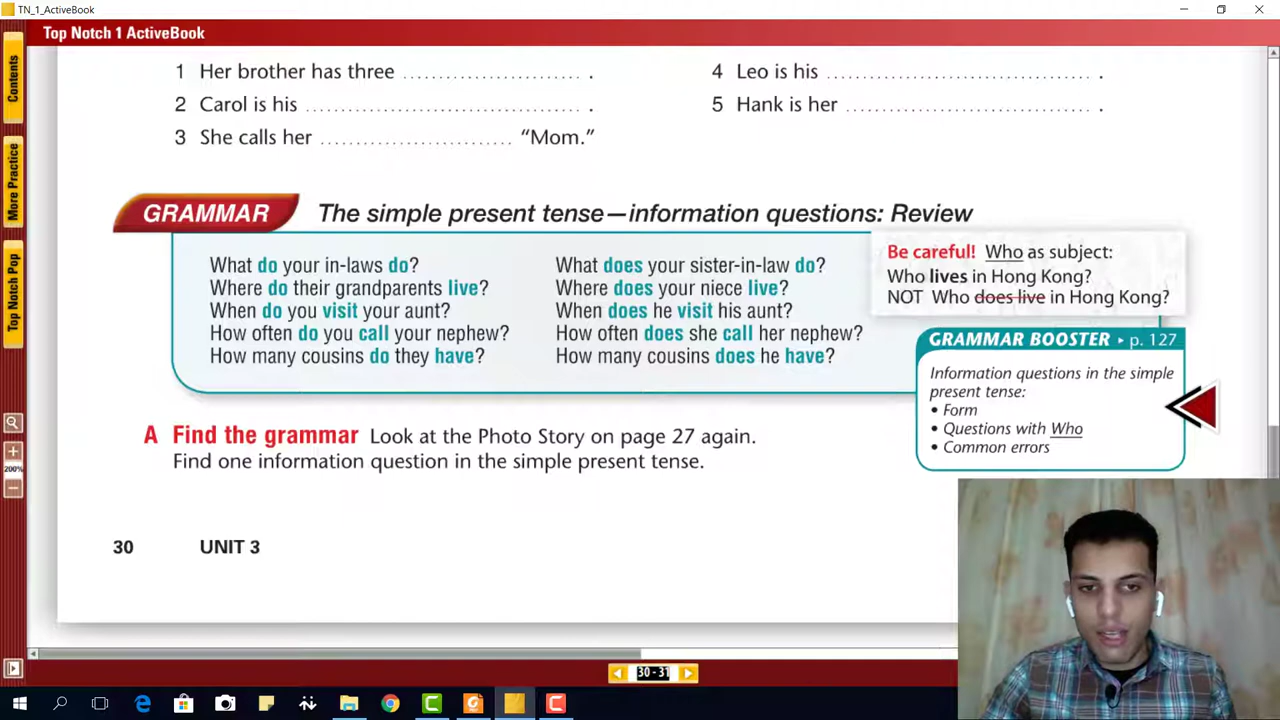 TN_1_ActiveBook
Top Notch 1 ActiveBook
Contents
More Practice
Top Notch Pop
200%
1 Her brother has three .............................. .
2 Carol is his .............................................. .
3 She calls her ................................ “Mom.”
4 Leo is his ............................................ .
5 Hank is her ......................................... .
GRAMMAR The simple present tense—information questions: Review
What do your in-laws do?
Where do their grandparents live?
When do you visit your aunt?
How often do you call your nephew?
How many cousins do they have?
What does your sister-in-law do?
Where does your niece live?
When does he visit his aunt?
How often does she call her nephew?
How many cousins does he have?
Be careful! Who as subject:
Who lives in Hong Kong?
NOT Who does live in Hong Kong?
GRAMMAR BOOSTER ▸ p. 127
Information questions in the simple
present tense:
• Form
• Questions with Who
• Common errors
A Find the grammar Look at the Photo Story on page 27 again.
Find one information question in the simple present tense.
30 UNIT 3
30 - 31